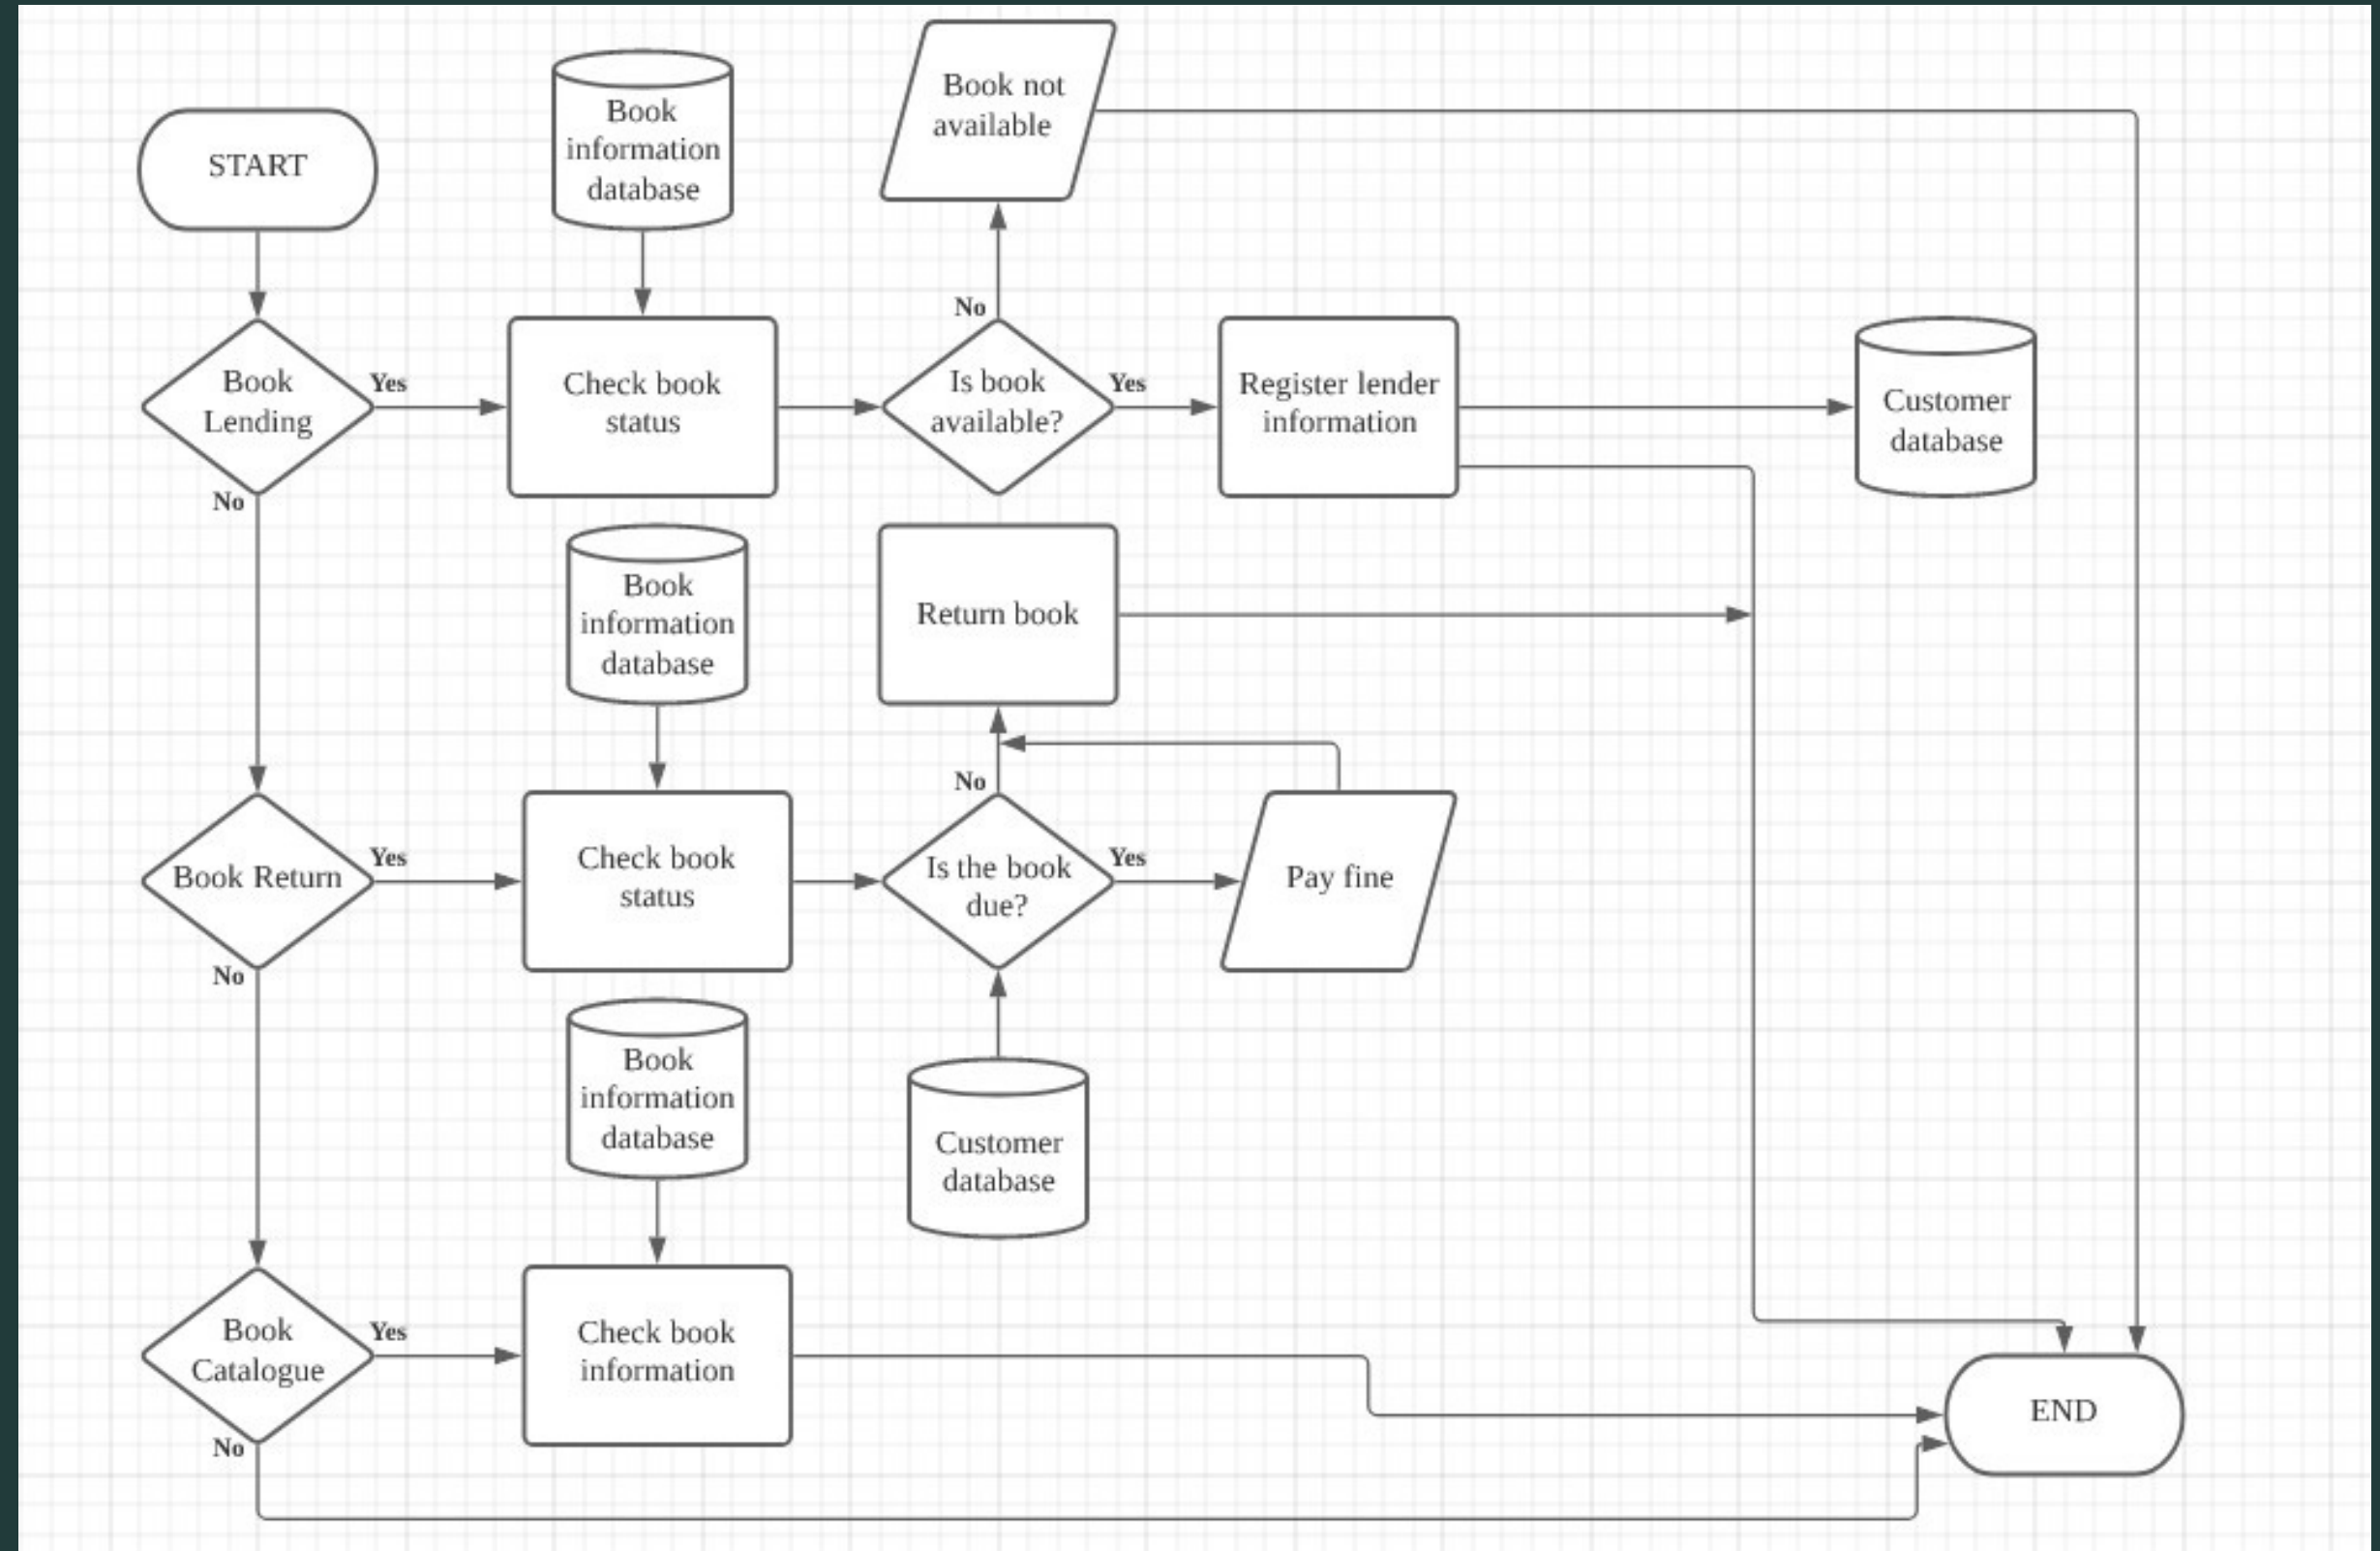 Book not
available
Book
information
database
START
No
Book
Lending
Yes
Check book
status
Is book
available?
Yes
Register lender
information
Customer
database
No
Book
information
database
Return book
No
Book Return
Yes
Check book
status
Is the book
due?
Yes
Pay fine
No
Book
information
database
Customer
database
Book
Catalogue
Yes
Check book
information
END
No